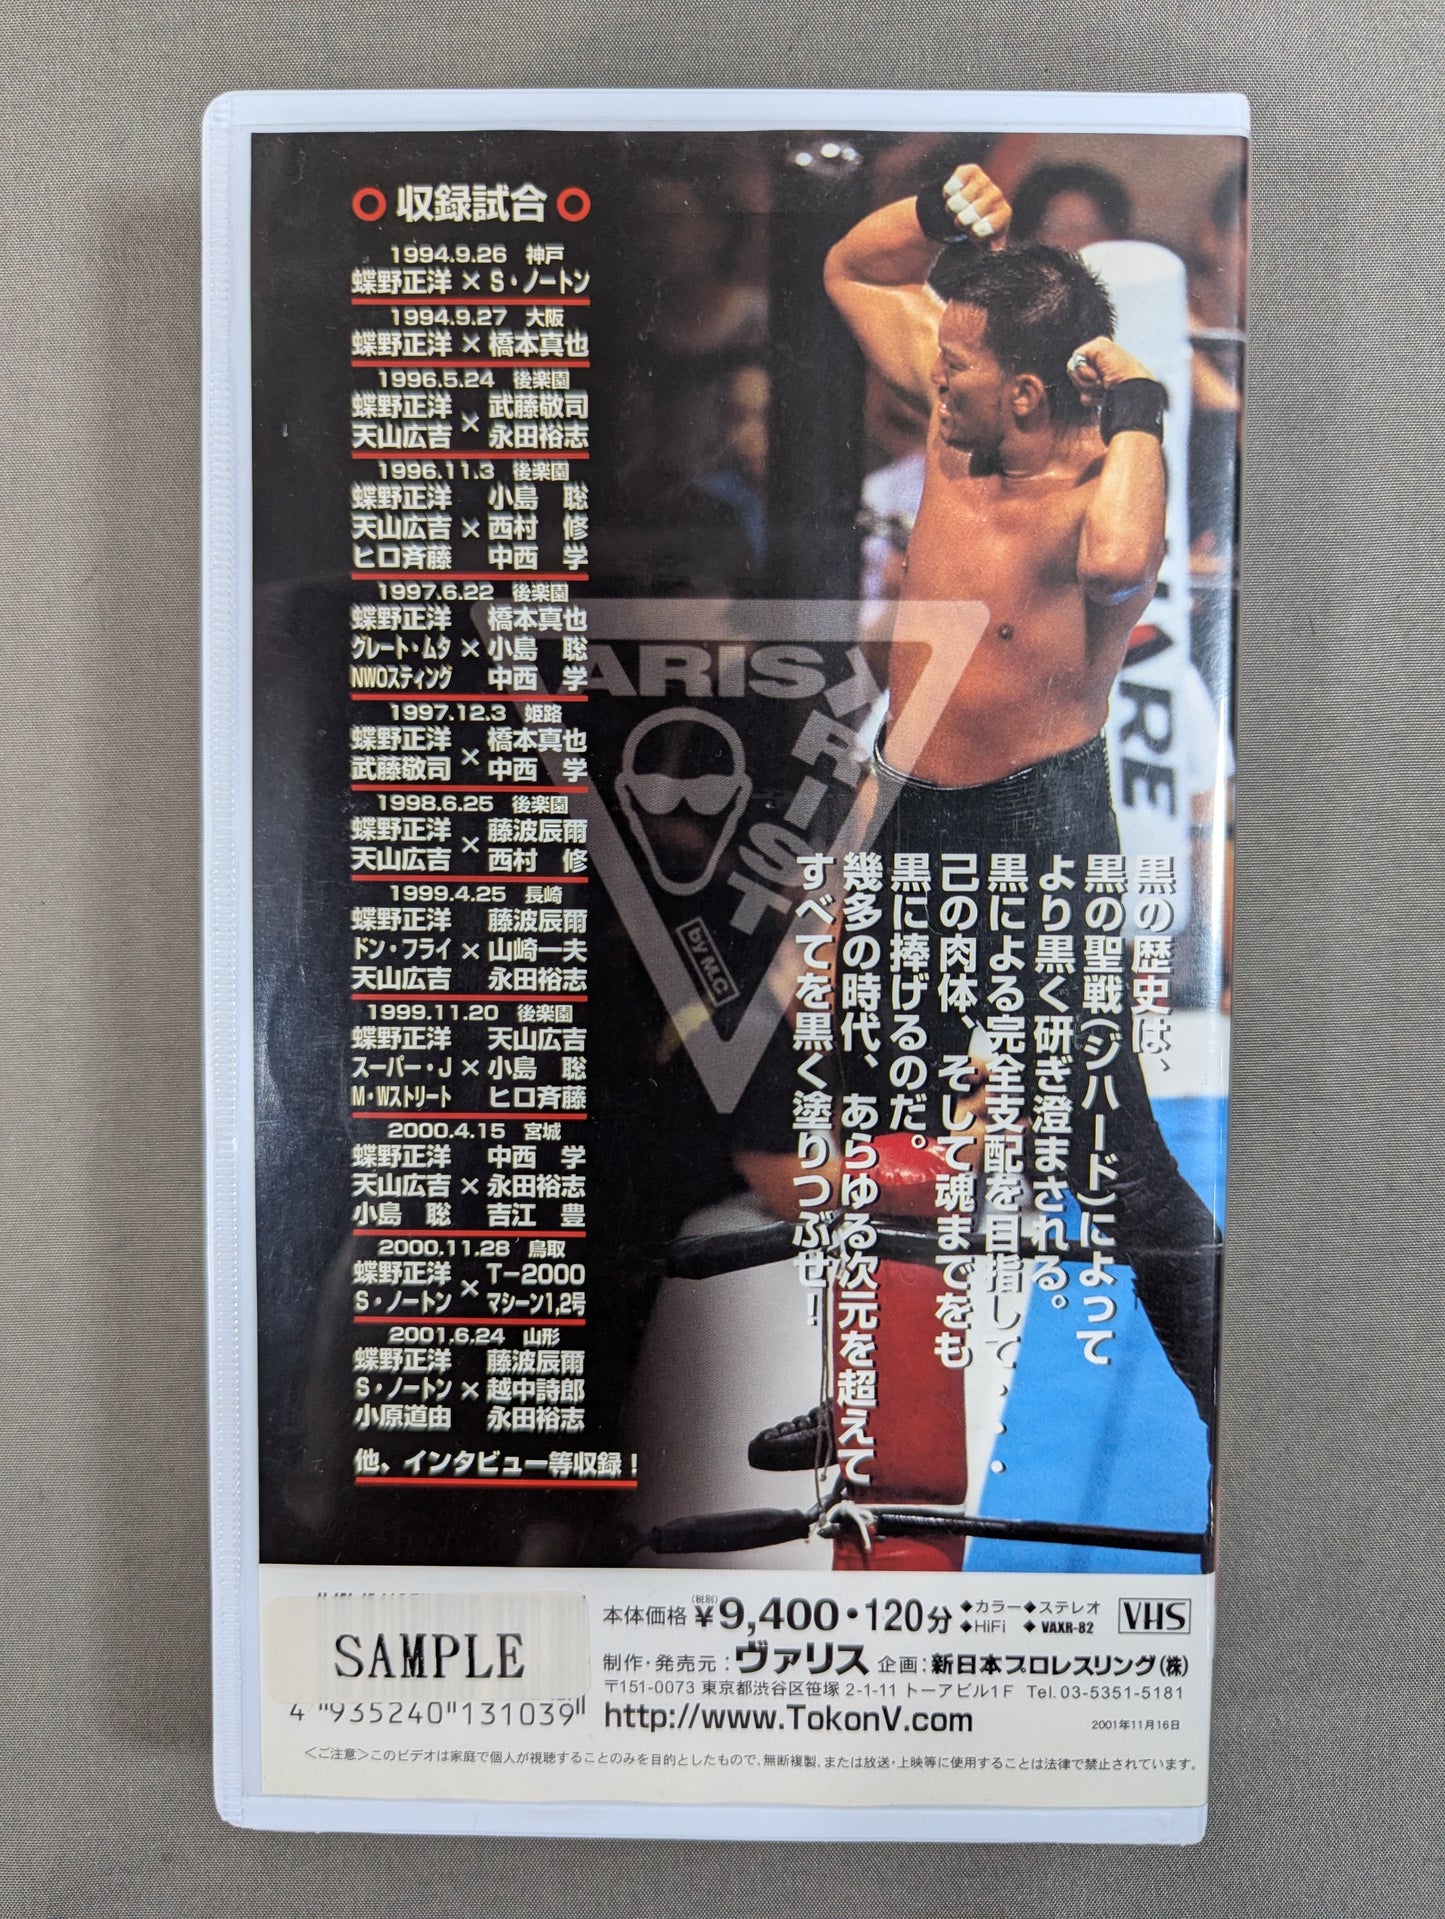 収録試合
1994.9.26 神戸
蝶野正洋 × S・ノートン
1994.9.27 大阪
蝶野正洋 × 橋本真也
1996.5.24 後楽園
蝶野正洋 武藤敬司
×
天山広吉 永田裕志
1996.11.3 後楽園
蝶野正洋 小島 聡
天山広吉 × 西村 修
ヒロ斉藤 中西 学
1997.6.22 後楽園
蝶野正洋 橋本真也
グレート・ムタ × 小島 聡
NWOスティング 中西 学
1997.12.3 姫路
蝶野正洋 橋本真也
×
武藤敬司 中西 学
1998.6.25 後楽園
蝶野正洋 藤波辰爾
×
天山広吉 西村 修
1999.4.25 長崎
蝶野正洋 藤波辰爾
ドン・フライ × 山崎一夫
天山広吉 永田裕志
1999.11.20 後楽園
蝶野正洋 天山広吉
スーパー・J × 小島 聡
M・Wストリート ヒロ斉藤
2000.4.15 宮城
蝶野正洋 中西 学
天山広吉 × 永田裕志
小島 聡 吉江 豊
2000.11.28 鳥取
蝶野正洋 T-2000
×
S・ノートン マシーン1,2号
2001.6.24 山形
蝶野正洋 藤波辰爾
S・ノートン × 越中詩郎
小原道由 永田裕志
他、インタビュー等収録！
ARIS
TRIST
by M.C
黒の歴史は、
黒の聖戦(ジハード)によって
より黒く研ぎ澄まされる。
黒による完全支配を目指して・・・
己の肉体、そして魂までをも
黒に捧げるのだ。
幾多の時代、あらゆる次元を超えて
すべてを黒く塗りつぶせ！
SAMPLE
4 935240 131039
本体価格 (税別) ¥9,400・120分 ◆カラー◆ステレオ
◆HiFi ◆VAXR-82
VHS
制作・発売元：ヴァリス 企画：新日本プロレスリング(株)
〒151-0073 東京都渋谷区笹塚 2-1-11 トーアビル1F Tel.03-5351-5181
http://www.TokonV.com
2001年11月16日
＜ご注意＞このビデオは家庭で個人が視聴することのみを目的としたもので、無断複製、または放送・上映等に使用することは法律で禁止されています。